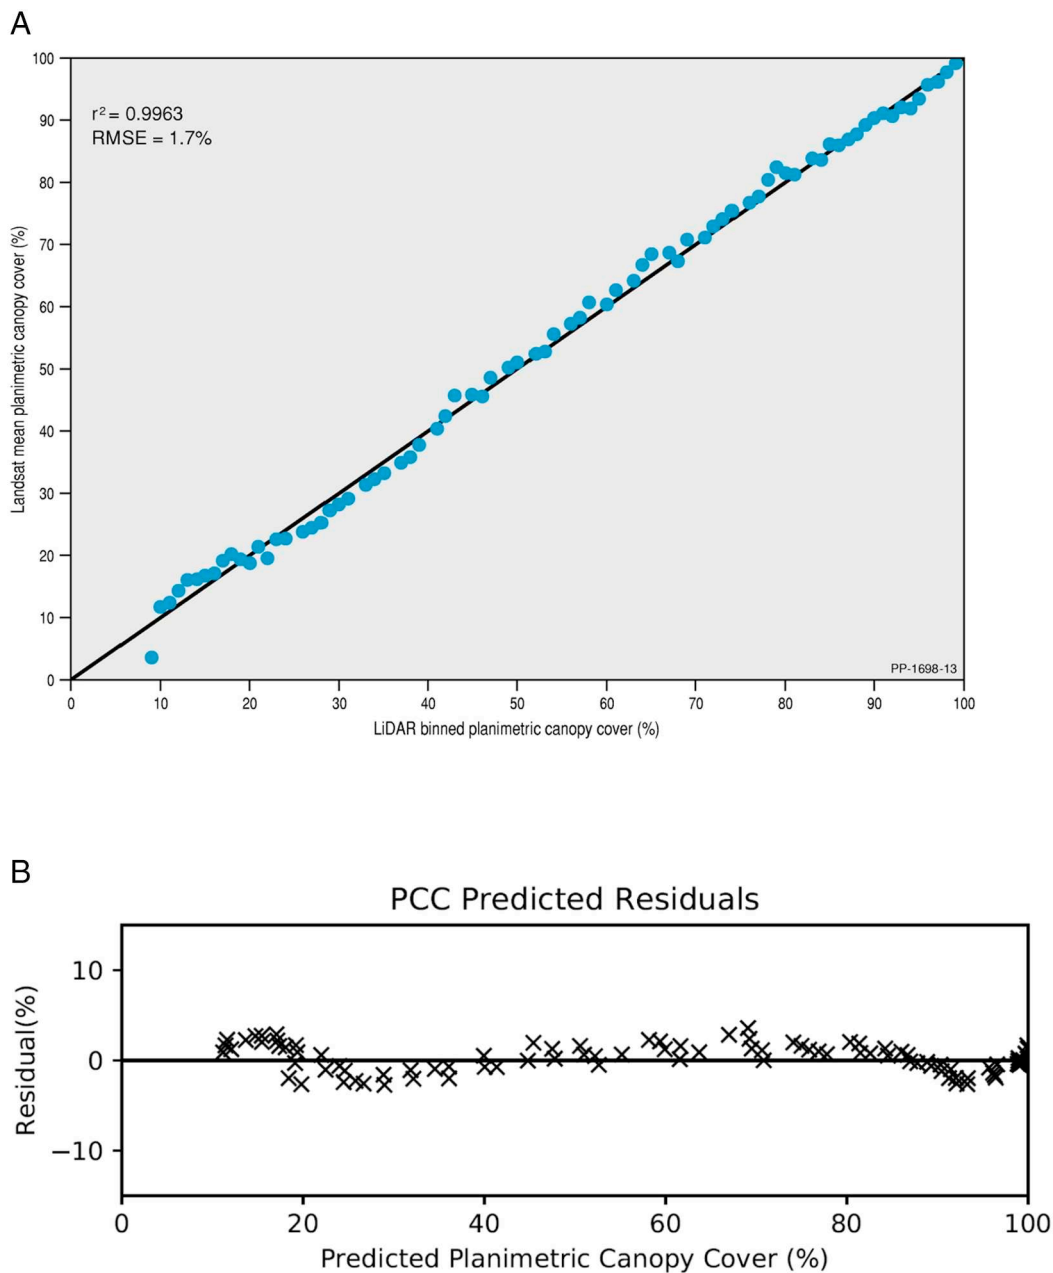 A
r² = 0.9963
RMSE = 1.7%
100
90
80
70
60
50
40
30
20
10
0
Landsat mean planimetric canopy cover (%)
PP-1698-13
0 10 20 30 40 50 60 70 80 90 100
LiDAR binned planimetric canopy cover (%)
B
PCC Predicted Residuals
10
0
−10
Residual(%)
0 20 40 60 80 100
Predicted Planimetric Canopy Cover (%)